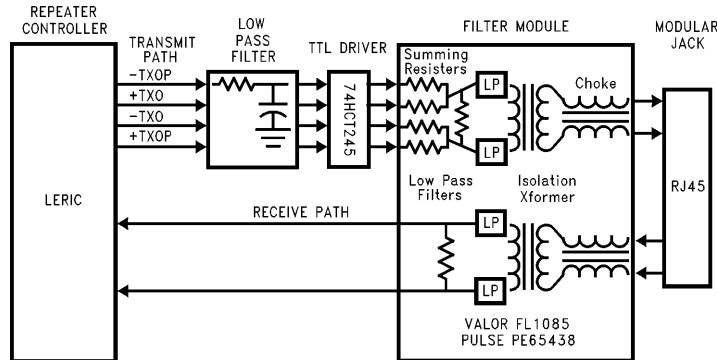 REPEATER
CONTROLLER
TRANSMIT
PATH
LOW
PASS
FILTER
TTL DRIVER
FILTER MODULE
MODULAR
JACK
-TXOP
+TXO
-TXO
+TXOP
74HCT245
Summing
Resisters
LP
LP
Choke
LERIC
Low Pass
Filters
Isolation
Xformer
RJ45
RECEIVE PATH
LP
LP
VALOR FL1085
PULSE PE65438